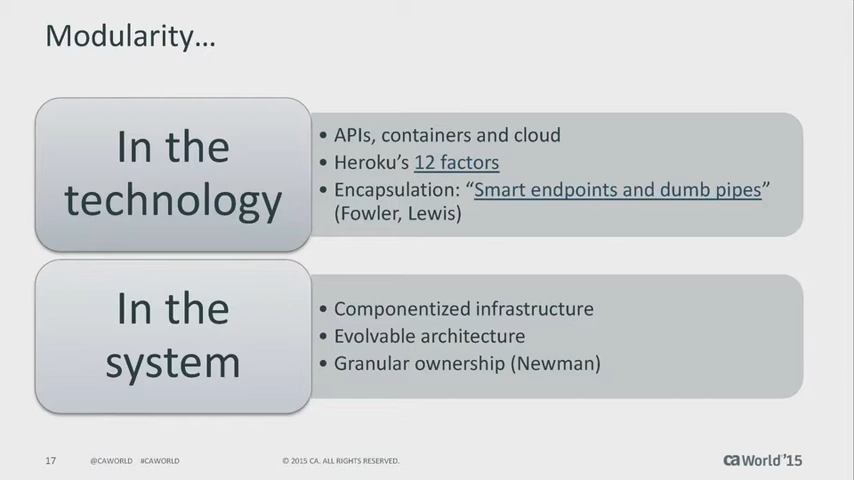 Modularity...
In the
technology
• APIs, containers and cloud
• Heroku's 12 factors
• Encapsulation: “Smart endpoints and dumb pipes”
(Fowler, Lewis)
In the
system
• Componentized infrastructure
• Evolvable architecture
• Granular ownership (Newman)
17 @CAWORLD #CAWORLD © 2015 CA. ALL RIGHTS RESERVED. ca World '15